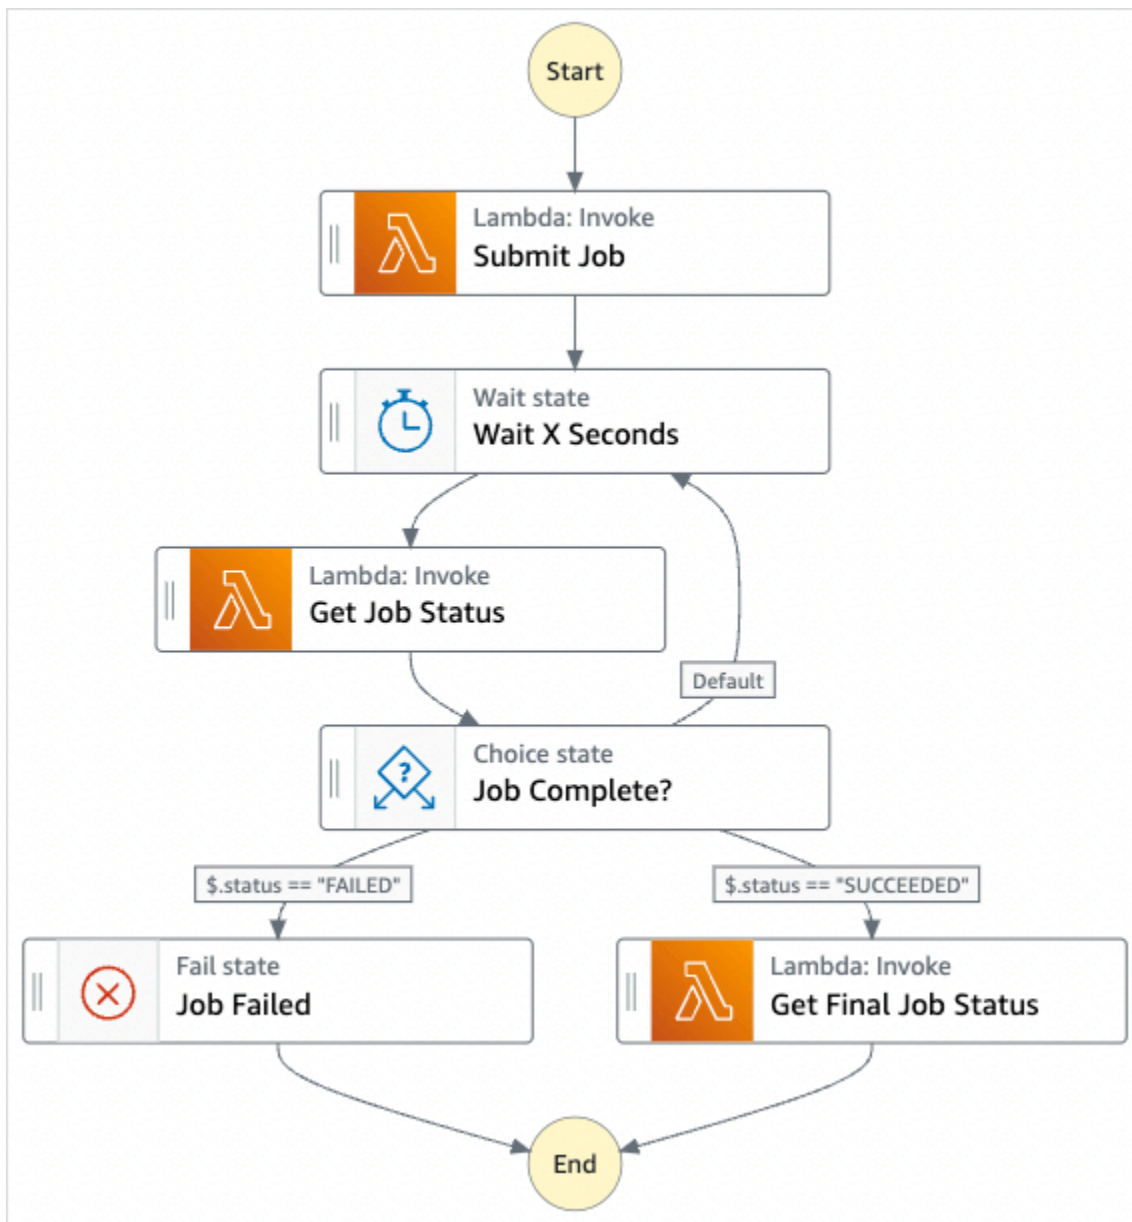 Start
Lambda: Invoke
Submit Job
Wait state
Wait X Seconds
Lambda: Invoke
Get Job Status
Default
Choice state
?
Job Complete?
$.status == "FAILED"
$.status == "SUCCEEDED"
Fail state
Job Failed
Lambda: Invoke
Get Final Job Status
End